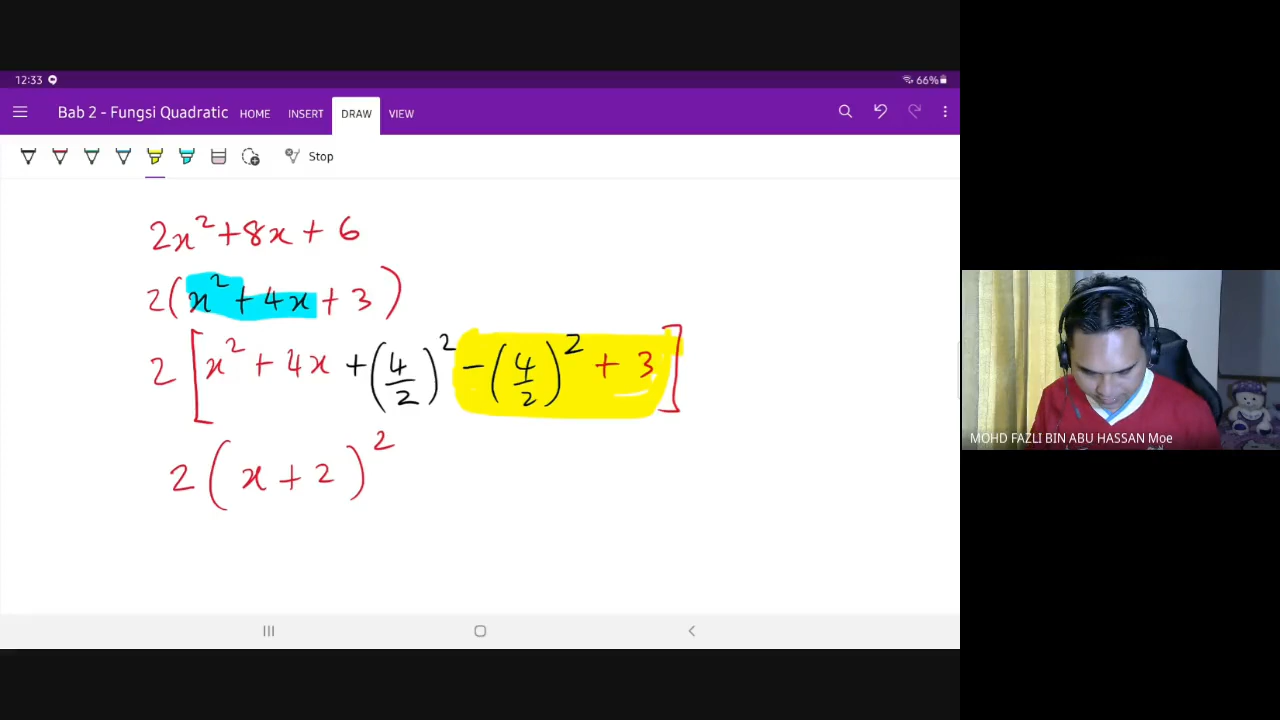 12:33
66%
Bab 2 - Fungsi Quadratic HOME INSERT DRAW VIEW
Stop
2x² + 8x + 6
2(x² + 4x + 3)
2[x² + 4x + (4/2)² - (4/2)² + 3]
2(x + 2)²
MOHD FAZLI BIN ABU HASSAN Moe